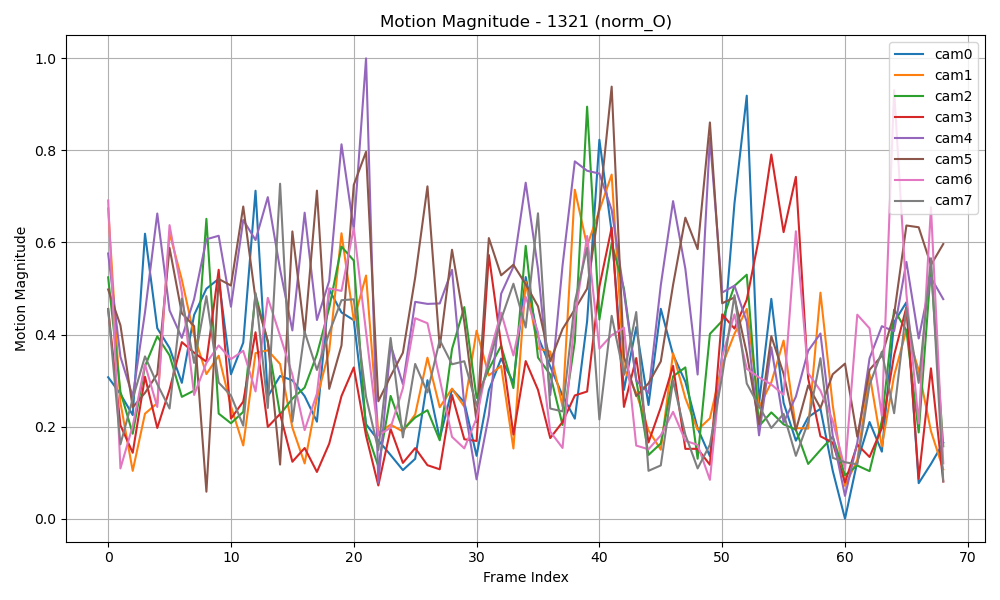 Motion Magnitude - 1321 (norm_O)
Motion Magnitude
1.0
0.8
0.6
0.4
0.2
0.0
0 10 20 30 40 50 60 70
Frame Index
cam0
cam1
cam2
cam3
cam4
cam5
cam6
cam7